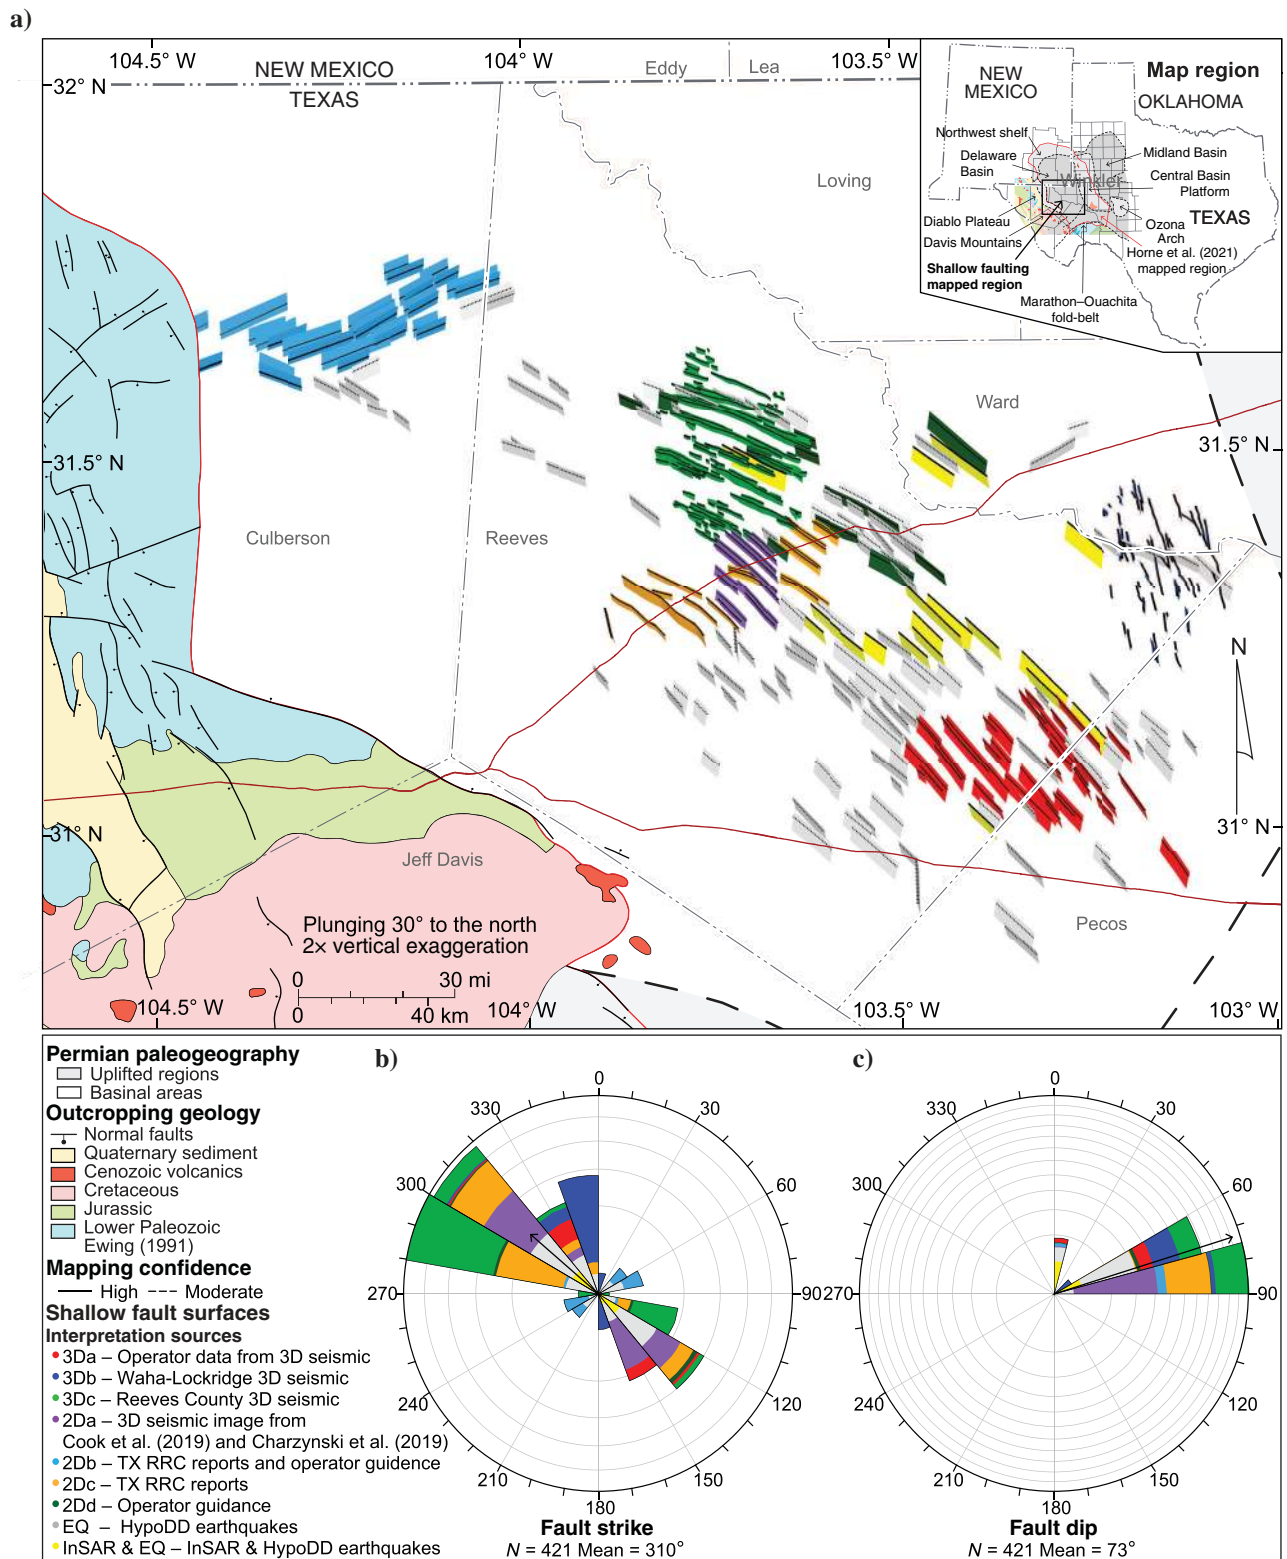 a)
104.5° W
104° W
103.5° W
NEW MEXICO
Eddy
Lea
32° N
TEXAS
Loving
Map region
NEW
MEXICO
OKLAHOMA
Northwest shelf
Delaware
Basin
Midland Basin
Winkler
Central Basin
Platform
Diablo Plateau
Davis Mountains
Ozona
Arch
TEXAS
Horne et al. (2021)
mapped region
Shallow faulting
mapped region
Marathon–Ouachita
fold-belt
Ward
31.5° N
31.5° N
Culberson
Reeves
N
31° N
31° N
Jeff Davis
Pecos
Plunging 30° to the north
2× vertical exaggeration
0
30 mi
0
40 km
104.5° W
104° W
103.5° W
103° W
Permian paleogeography
Uplifted regions
Basinal areas
Outcropping geology
Normal faults
Quaternary sediment
Cenozoic volcanics
Cretaceous
Jurassic
Lower Paleozoic
Ewing (1991)
Mapping confidence
High
Moderate
Shallow fault surfaces
Interpretation sources
3Da – Operator data from 3D seismic
3Db – Waha-Lockridge 3D seismic
3Dc – Reeves County 3D seismic
2Da – 3D seismic image from
Cook et al. (2019) and Charzynski et al. (2019)
2Db – TX RRC reports and operator guidance
2Dc – TX RRC reports
2Dd – Operator guidance
EQ – HypoDD earthquakes
InSAR & EQ – InSAR & HypoDD earthquakes
b)
0
30
60
90
120
150
180
210
240
270
300
330
Fault strike
N = 421 Mean = 310°
c)
0
30
60
90
120
150
180
210
240
270
300
330
Fault dip
N = 421 Mean = 73°